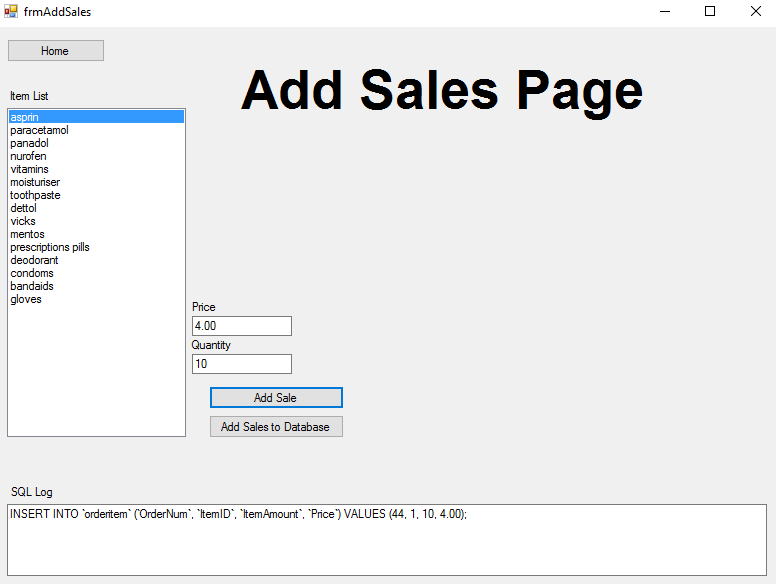 frmAddSales
Home
Add Sales Page
Item List
asprin
paracetamol
panadol
nurofen
vitamins
moisturiser
toothpaste
dettol
vicks
mentos
prescriptions pills
deodorant
condoms
bandaids
gloves
Price
4.00
Quantity
10
Add Sale
Add Sales to Database
SQL Log
INSERT INTO `orderitem` (`OrderNum`, `ItemID`, `ItemAmount`, `Price`) VALUES (44, 1, 10, 4.00);